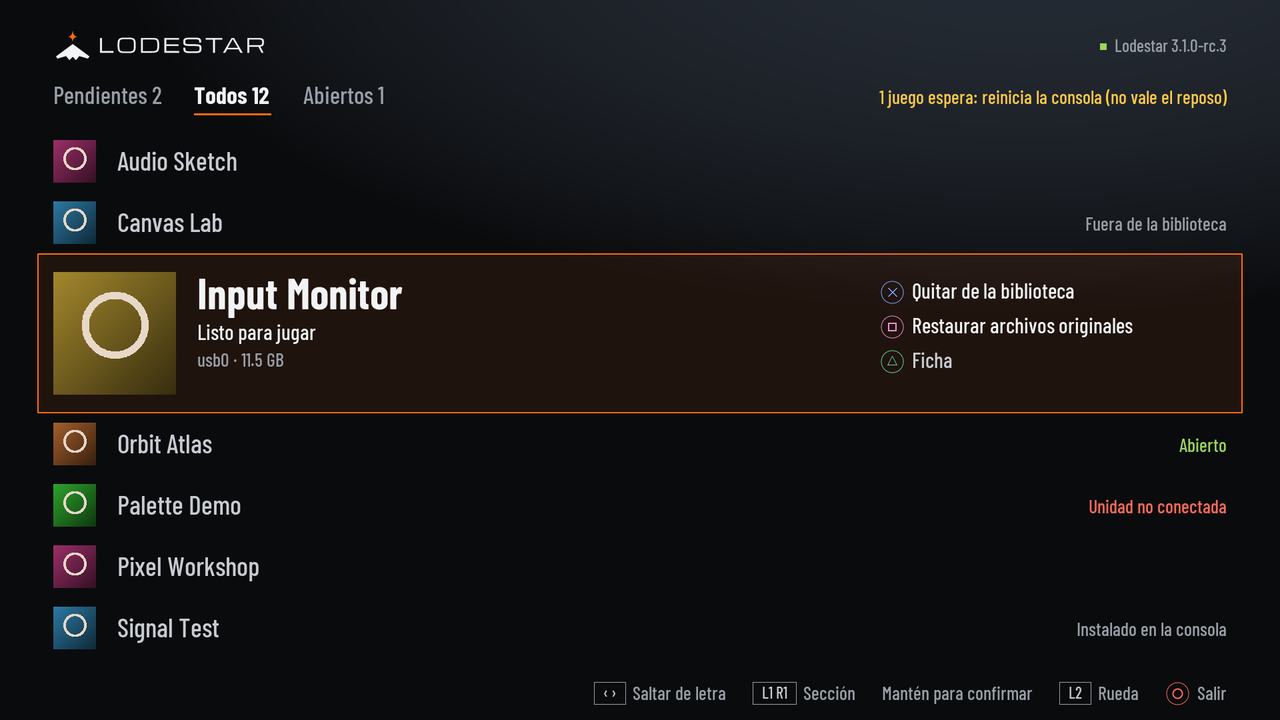 LODESTAR
Lodestar 3.1.0-rc.3
Pendientes 2
Todos 12
Abiertos 1
1 juego espera: reinicia la consola (no vale el reposo)
Audio Sketch
Canvas Lab
Fuera de la biblioteca
Input Monitor
Listo para jugar
usb0 · 11.5 GB
Quitar de la biblioteca
Restaurar archivos originales
Ficha
Orbit Atlas
Abierto
Palette Demo
Unidad no conectada
Pixel Workshop
Signal Test
Instalado en la consola
‹ › Saltar de letra
L1 R1 Sección
Mantén para confirmar
L2 Rueda
Salir